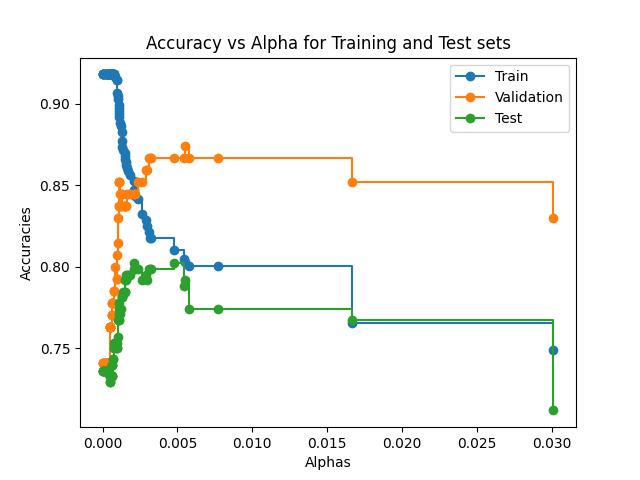 Accuracy vs Alpha for Training and Test sets
Train
Validation
Test
0.90
0.85
0.80
0.75
Accuracies
0.000 0.005 0.010 0.015 0.020 0.025 0.030
Alphas